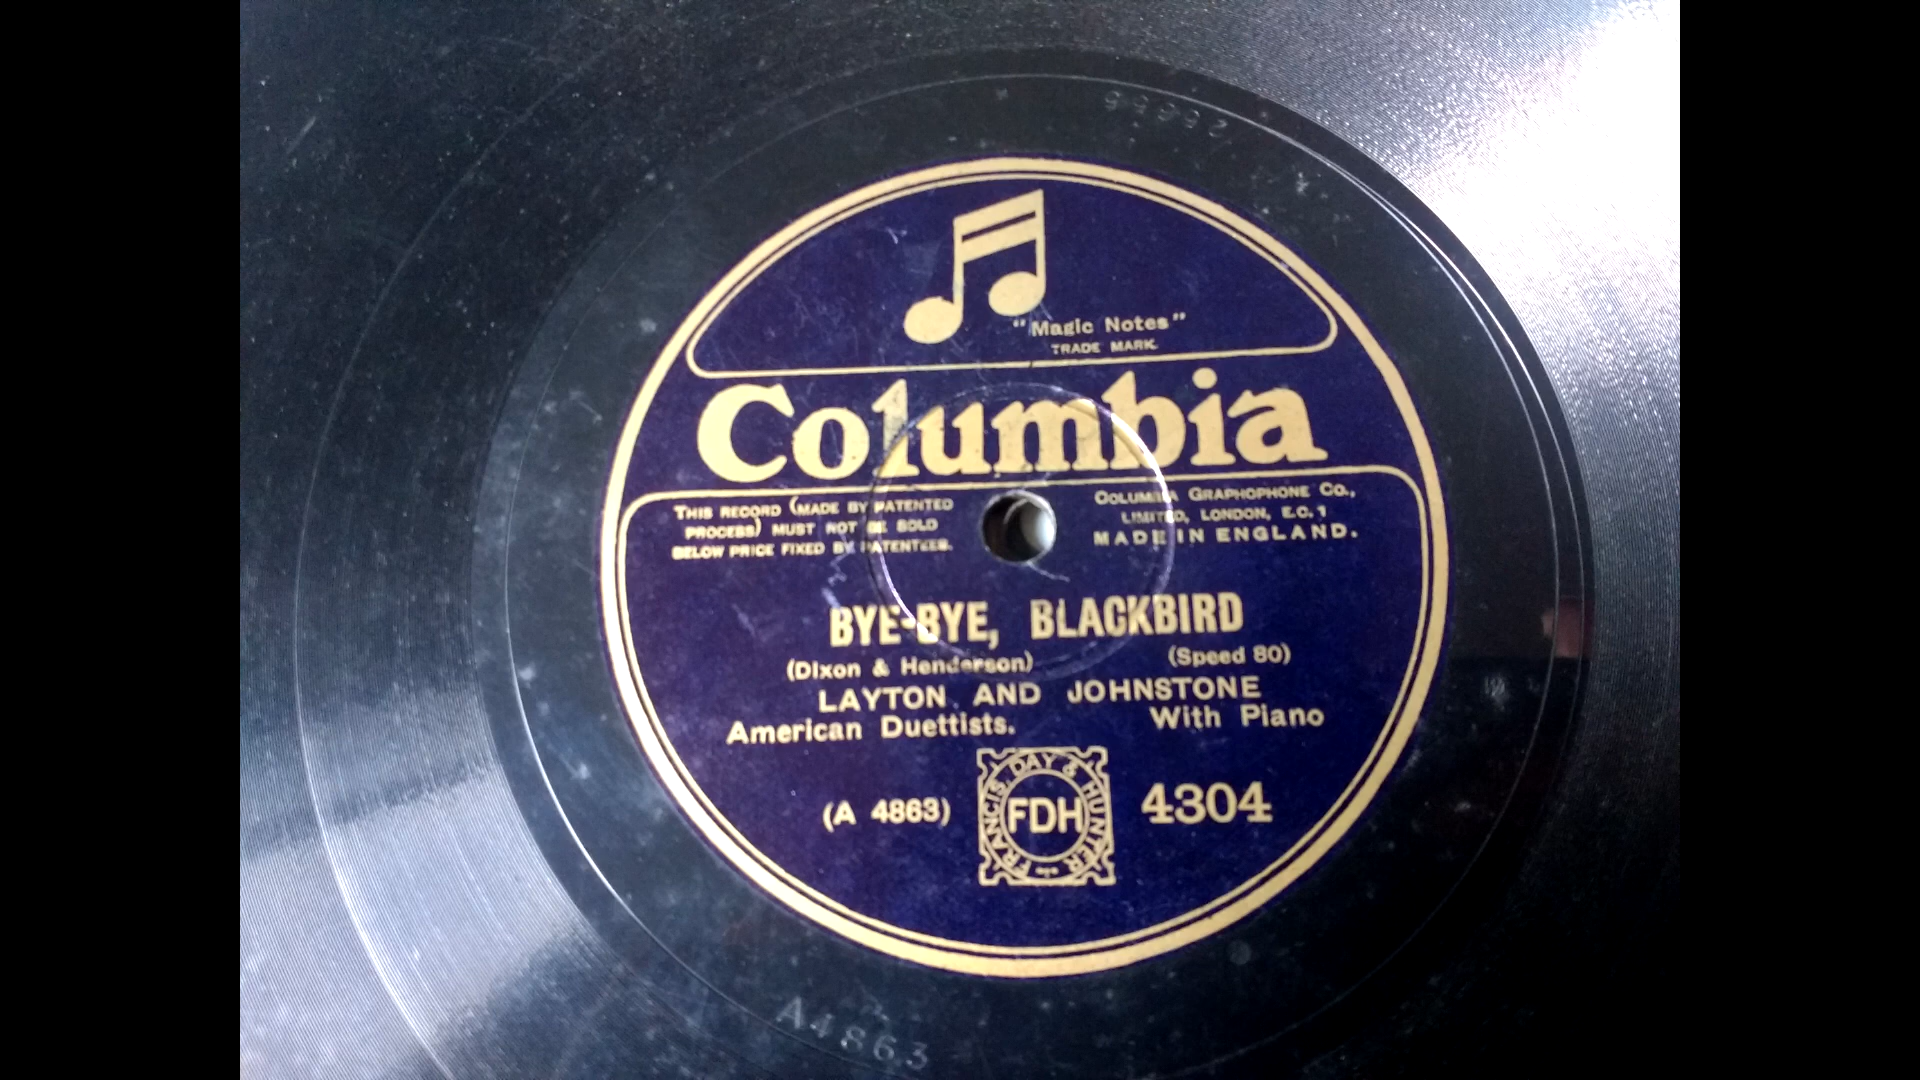 "Magic Notes"
TRADE MARK.
Columbia
THIS RECORD (MADE BY PATENTED
PROCESS) MUST NOT BE SOLD
BELOW PRICE FIXED BY PATENTEES.
COLUMBIA GRAPHOPHONE CO.,
LIMITED, LONDON, E.C.1
MADE IN ENGLAND.
BYE-BYE, BLACKBIRD
(Dixon & Henderson) (Speed 80)
LAYTON AND JOHNSTONE
American Duettists. With Piano
(A 4863)
FRANCIS, DAY & HUNTER
FDH
4304
A4863